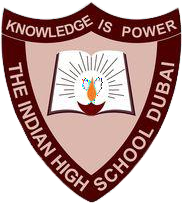 KNOWLEDGE IS POWER
THE INDIAN HIGH SCHOOL DUBAI